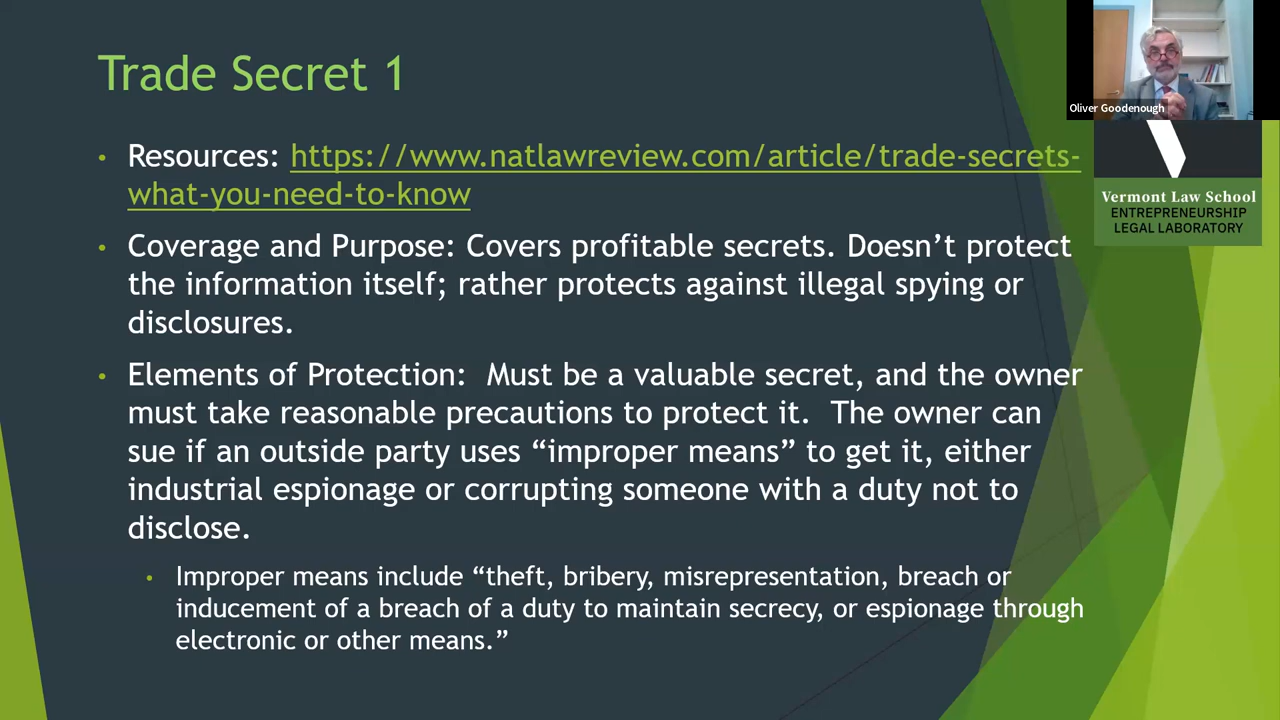 Trade Secret 1
• Resources: https://www.natlawreview.com/article/trade-secrets-
what-you-need-to-know
• Coverage and Purpose: Covers profitable secrets. Doesn’t protect
the information itself; rather protects against illegal spying or
disclosures.
• Elements of Protection:  Must be a valuable secret, and the owner
must take reasonable precautions to protect it.  The owner can
sue if an outside party uses “improper means” to get it, either
industrial espionage or corrupting someone with a duty not to
disclose.
• Improper means include “theft, bribery, misrepresentation, breach or
inducement of a breach of a duty to maintain secrecy, or espionage through
electronic or other means.”
Oliver Goodenough
Vermont Law School
ENTREPRENEURSHIP
LEGAL LABORATORY